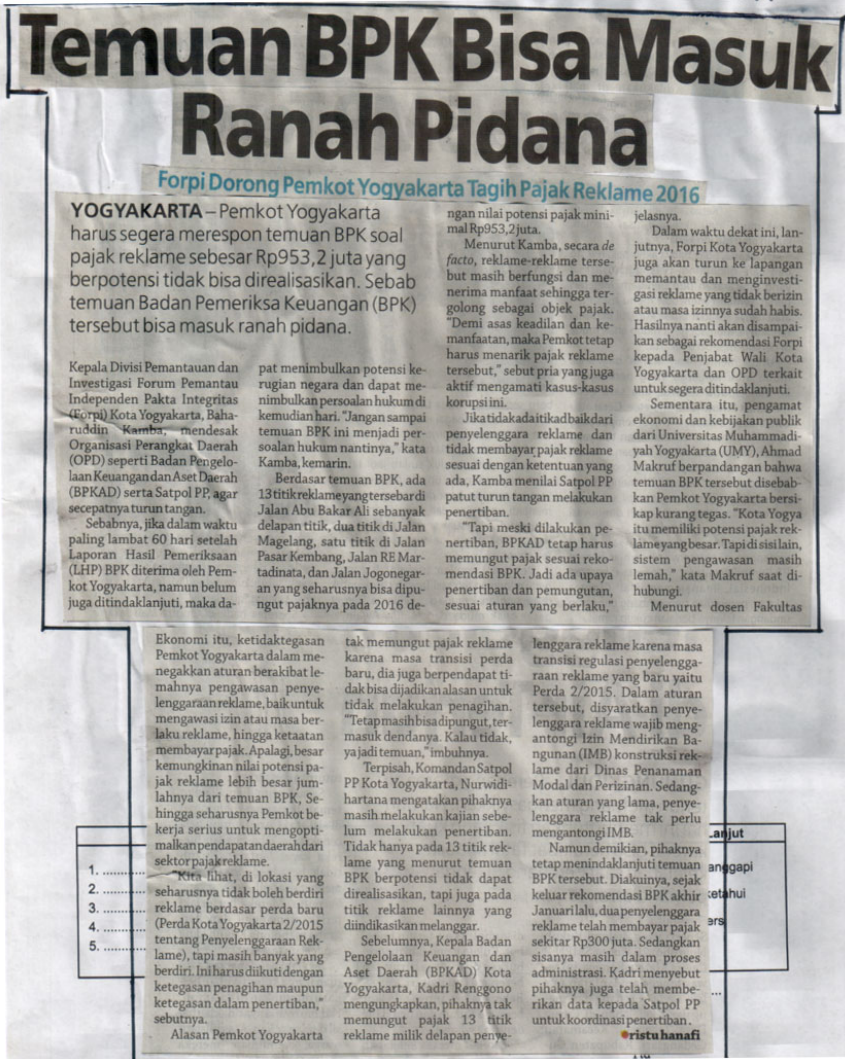 Temuan BPK Bisa Masuk
Ranah Pidana
Forpi Dorong Pemkot Yogyakarta Tagih Pajak Reklame 2016
YOGYAKARTA – Pemkot Yogyakarta
harus segera merespon temuan BPK soal
pajak reklame sebesar Rp953,2 juta yang
berpotensi tidak bisa direalisasikan. Sebab
temuan Badan Pemeriksa Keuangan (BPK)
tersebut bisa masuk ranah pidana.
Kepala Divisi Pemantauan dan
Investigasi Forum Pemantau
Independen Pakta Integritas
(Forpi) Kota Yogyakarta, Baha-
ruddin Kamba, mendesak
Organisasi Perangkat Daerah
(OPD) seperti Badan Pengelo-
laan Keuangan dan Aset Daerah
(BPKAD) serta Satpol PP, agar
secepatnya turun tangan.
Sebabnya, jika dalam waktu
paling lambat 60 hari setelah
Laporan Hasil Pemeriksaan
(LHP) BPK diterima oleh Pem-
kot Yogyakarta, namun belum
juga ditindaklanjuti, maka da-
pat menimbulkan potensi ke-
rugian negara dan dapat me-
nimbulkan persoalan hukum di
kemudian hari. "Jangan sampai
temuan BPK ini menjadi per-
soalan hukum nantinya," kata
Kamba, kemarin.
Berdasar temuan BPK, ada
13 titik reklame yang tersebar di
Jalan Abu Bakar Ali sebanyak
delapan titik, dua titik di Jalan
Magelang, satu titik di Jalan
Pasar Kembang, Jalan RE Mar-
tadinata, dan Jalan Jogonegar-
an yang seharusnya bisa dipu-
ngut pajaknya pada 2016 de-
ngan nilai potensi pajak mini-
mal Rp953,2 juta.
Menurut Kamba, secara de
facto, reklame-reklame terse-
but masih berfungsi dan me-
nerima manfaat sehingga ter-
golong sebagai objek pajak.
"Demi asas keadilan dan ke-
manfaatan, maka Pemkot tetap
harus menarik pajak reklame
tersebut," sebut pria yang juga
aktif mengamati kasus-kasus
korupsi ini.
Jika tidak ada itikad baik dari
penyelenggara reklame dan
tidak membayar pajak reklame
sesuai dengan ketentuan yang
ada, Kamba menilai Satpol PP
patut turun tangan melakukan
penertiban.
"Tapi meski dilakukan pe-
nertiban, BPKAD tetap harus
memungut pajak sesuai reko-
mendasi BPK. Jadi ada upaya
penertiban dan pemungutan,
sesuai aturan yang berlaku,"
jelasnya.
Dalam waktu dekat ini, lan-
jutnya, Forpi Kota Yogyakarta
juga akan turun ke lapangan
memantau dan menginvesti-
gasi reklame yang tidak berizin
atau masa izinnya sudah habis.
Hasilnya nanti akan disampai-
kan sebagai rekomendasi Forpi
kepada Penjabat Wali Kota
Yogyakarta dan OPD terkait
untuk segera ditindaklanjuti.
Sementara itu, pengamat
ekonomi dan kebijakan publik
dari Universitas Muhammadi-
yah Yogyakarta (UMY), Ahmad
Makruf berpandangan bahwa
temuan BPK tersebut disebab-
kan Pemkot Yogyakarta bersi-
kap kurang tegas. "Kota Yogya
itu memiliki potensi pajak rek-
lame yang besar. Tapi di sisi lain,
sistem pengawasan masih
lemah," kata Makruf saat di-
hubungi.
Menurut dosen Fakultas
Ekonomi itu, ketidaktegasan
Pemkot Yogyakarta dalam me-
negakkan aturan berakibat le-
mahnya pengawasan penye-
lenggaraan reklame, baik untuk
mengawasi izin atau masa ber-
laku reklame, hingga ketaatan
membayar pajak. Apalagi, besar
kemungkinan nilai potensi pa-
jak reklame lebih besar jum-
lahnya dari temuan BPK, Se-
hingga seharusnya Pemkot be-
kerja serius untuk mengopti-
malkan pendapatan daerah dari
sektor pajak reklame.
"Kita lihat, di lokasi yang
seharusnya tidak boleh berdiri
reklame berdasar perda baru
(Perda Kota Yogyakarta 2/2015
tentang Penyelenggaraan Rek-
lame), tapi masih banyak yang
berdiri. Ini harus diikuti dengan
ketegasan penagihan maupun
ketegasan dalam penertiban,"
sebutnya.
Alasan Pemkot Yogyakarta
tak memungut pajak reklame
karena masa transisi perda
baru, dia juga berpendapat ti-
dak bisa dijadikan alasan untuk
tidak melakukan penagihan.
"Tetap masih bisa dipungut, ter-
masuk dendanya. Kalau tidak,
ya jadi temuan," imbuhnya.
Terpisah, Komandan Satpol
PP Kota Yogyakarta, Nurwidi-
hartana mengatakan pihaknya
masih melakukan kajian sebe-
lum melakukan penertiban.
Tidak hanya pada 13 titik rek-
lame yang menurut temuan
BPK berpotensi tidak dapat
direalisasikan, tapi juga pada
titik reklame lainnya yang
diindikasikan melanggar.
Sebelumnya, Kepala Badan
Pengelolaan Keuangan dan
Aset Daerah (BPKAD) Kota
Yogyakarta, Kadri Renggono
mengungkapkan, pihaknya tak
memungut pajak 13 titik
reklame milik delapan penye-
lenggara reklame karena masa
transisi regulasi penyelengga-
raan reklame yang baru yaitu
Perda 2/2015. Dalam aturan
tersebut, disyaratkan penye-
lenggara reklame wajib meng-
antongi Izin Mendirikan Ba-
ngunan (IMB) konstruksi rek-
lame dari Dinas Penanaman
Modal dan Perizinan. Sedang-
kan aturan yang lama, penye-
lenggara reklame tak perlu
mengantongi IMB.
Namun demikian, pihaknya
tetap menindaklanjuti temuan
BPK tersebut. Diakuinya, sejak
keluar rekomendasi BPK akhir
Januari lalu, dua penyelenggara
reklame telah membayar pajak
sekitar Rp300 juta. Sedangkan
sisanya masih dalam proses
administrasi. Kadri menyebut
pihaknya juga telah membe-
rikan data kepada Satpol PP
untuk koordinasi penertiban.
ristu hanafi
1. ..........
2. ..........
3. ..........
4. ..........
5. ..........
Lanjut
anggapi
ketahui
ers